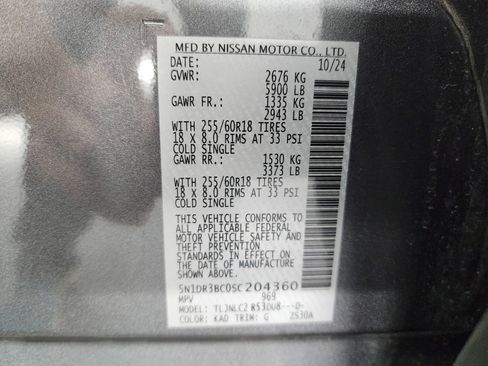 MFD BY NISSAN MOTOR CO., LTD.
DATE: 10/24
GVWR: 2676 KG
5900 LB
GAWR FR.: 1335 KG
2943 LB
WITH 255/60R18 TIRES
18 X 8.0 RIMS AT 33 PSI
COLD SINGLE
GAWR RR.: 1530 KG
3373 LB
WITH 255/60R18 TIRES
18 X 8.0 RIMS AT 33 PSI
COLD SINGLE
THIS VEHICLE CONFORMS TO
ALL APPLICABLE FEDERAL
MOTOR VEHICLE SAFETY AND
THEFT PREVENTION
STANDARDS IN EFFECT ON THE
DATE OF MANUFACTURE
SHOWN ABOVE.
5N1DR3BC0SC204360
MPV 969
MODEL: TLJNLC2 R53DU8---D-
COLOR: KAD TRIM: G 2S30A